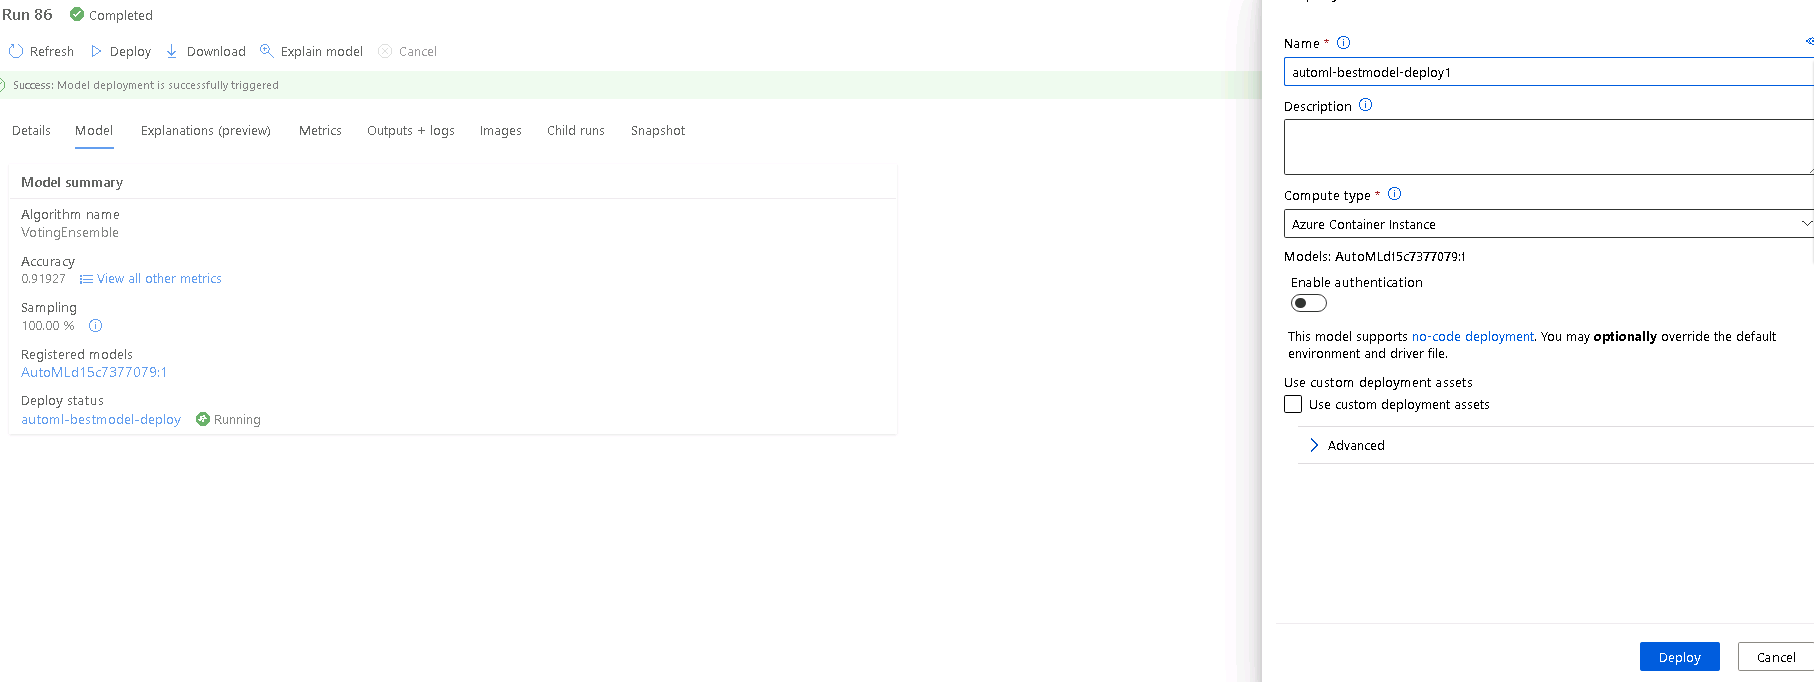 Run 86 Completed
Refresh Deploy Download Explain model Cancel
Success: Model deployment is successfully triggered
Details Model Explanations (preview) Metrics Outputs + logs Images Child runs Snapshot
Model summary
Algorithm name
VotingEnsemble
Accuracy
0.91927 View all other metrics
Sampling
100.00 %
Registered models
AutoMLd15c7377079:1
Deploy status
automl-bestmodel-deploy Running
Name *
automl-bestmodel-deploy1
Description
Compute type *
Azure Container Instance
Models: AutoMLd15c7377079:1
Enable authentication
This model supports no-code deployment. You may optionally override the default
environment and driver file.
Use custom deployment assets
Use custom deployment assets
Advanced
Deploy Cancel